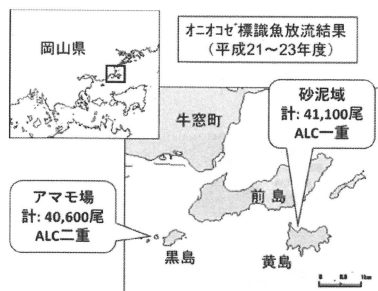 岡山県
ｵﾆｵｺｾﾞ標識魚放流結果
（平成21～23年度）
牛窓町
砂泥域
計: 41,100尾
ALC一重
アマモ場
計: 40,600尾
ALC二重
前島
黒島
黄島